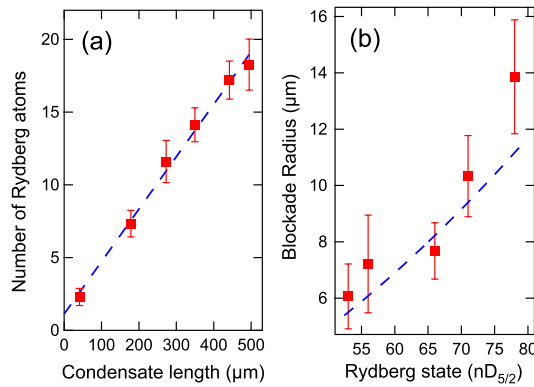 (a)
Number of Rydberg atoms
20
15
10
5
0
0 100 200 300 400 500
Condensate length (µm)
(b)
Blockade Radius (µm)
16
14
12
10
8
6
55 60 65 70 75 80
Rydberg state (nD5/2)